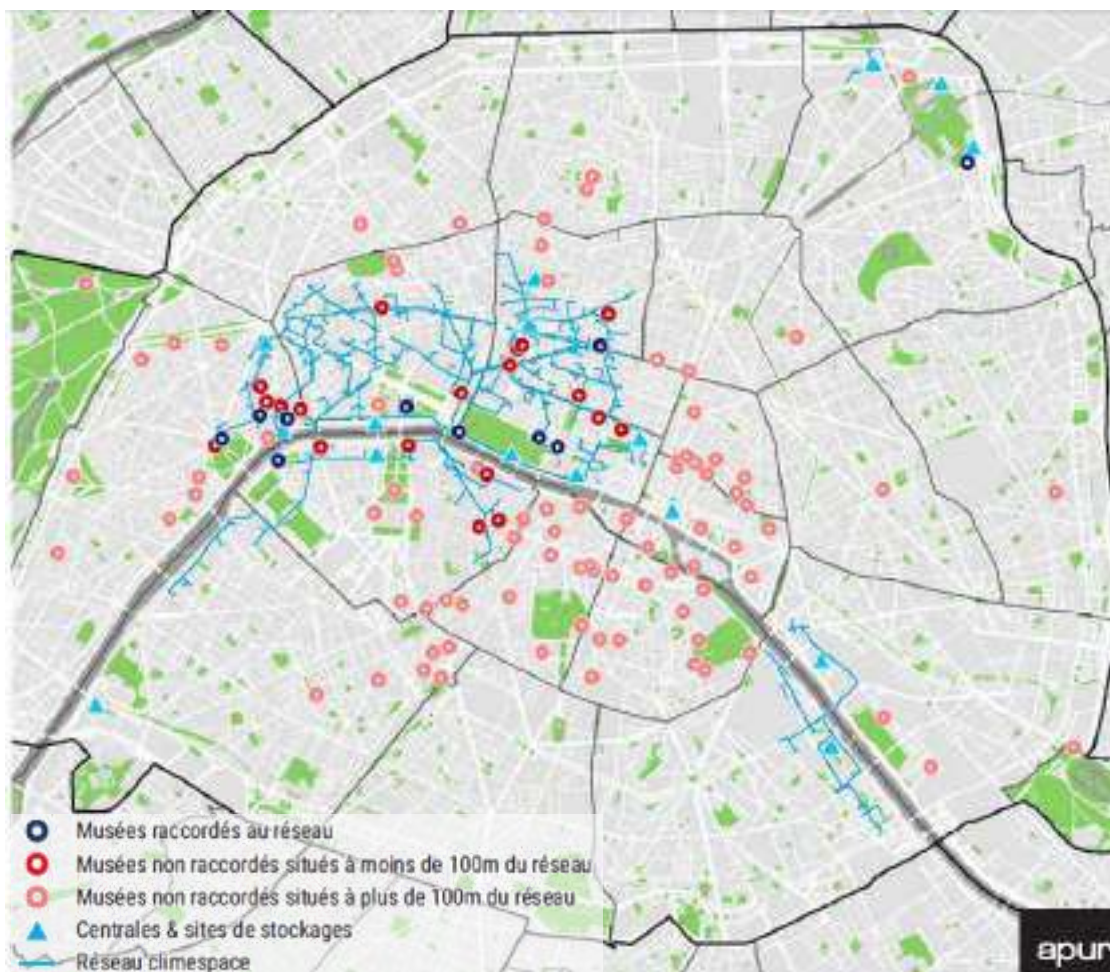 Musées raccordés au réseau
Musées non raccordés situés à moins de 100m du réseau
Musées non raccordés situés à plus de 100m du réseau
Centrales & sites de stockages
Réseau climespace
apur